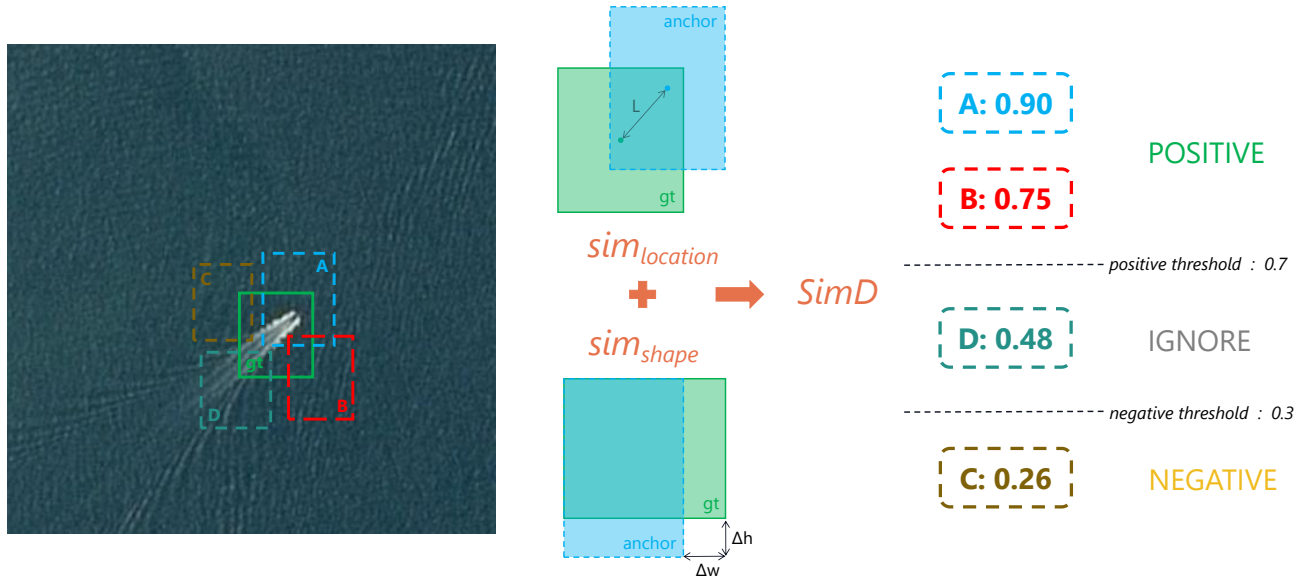 C
A
gt
D
B
anchor
L
gt
sim_location
sim_shape
SimD
gt
anchor
Δh
Δw
A: 0.90
B: 0.75
POSITIVE
positive threshold : 0.7
D: 0.48
IGNORE
negative threshold : 0.3
C: 0.26
NEGATIVE